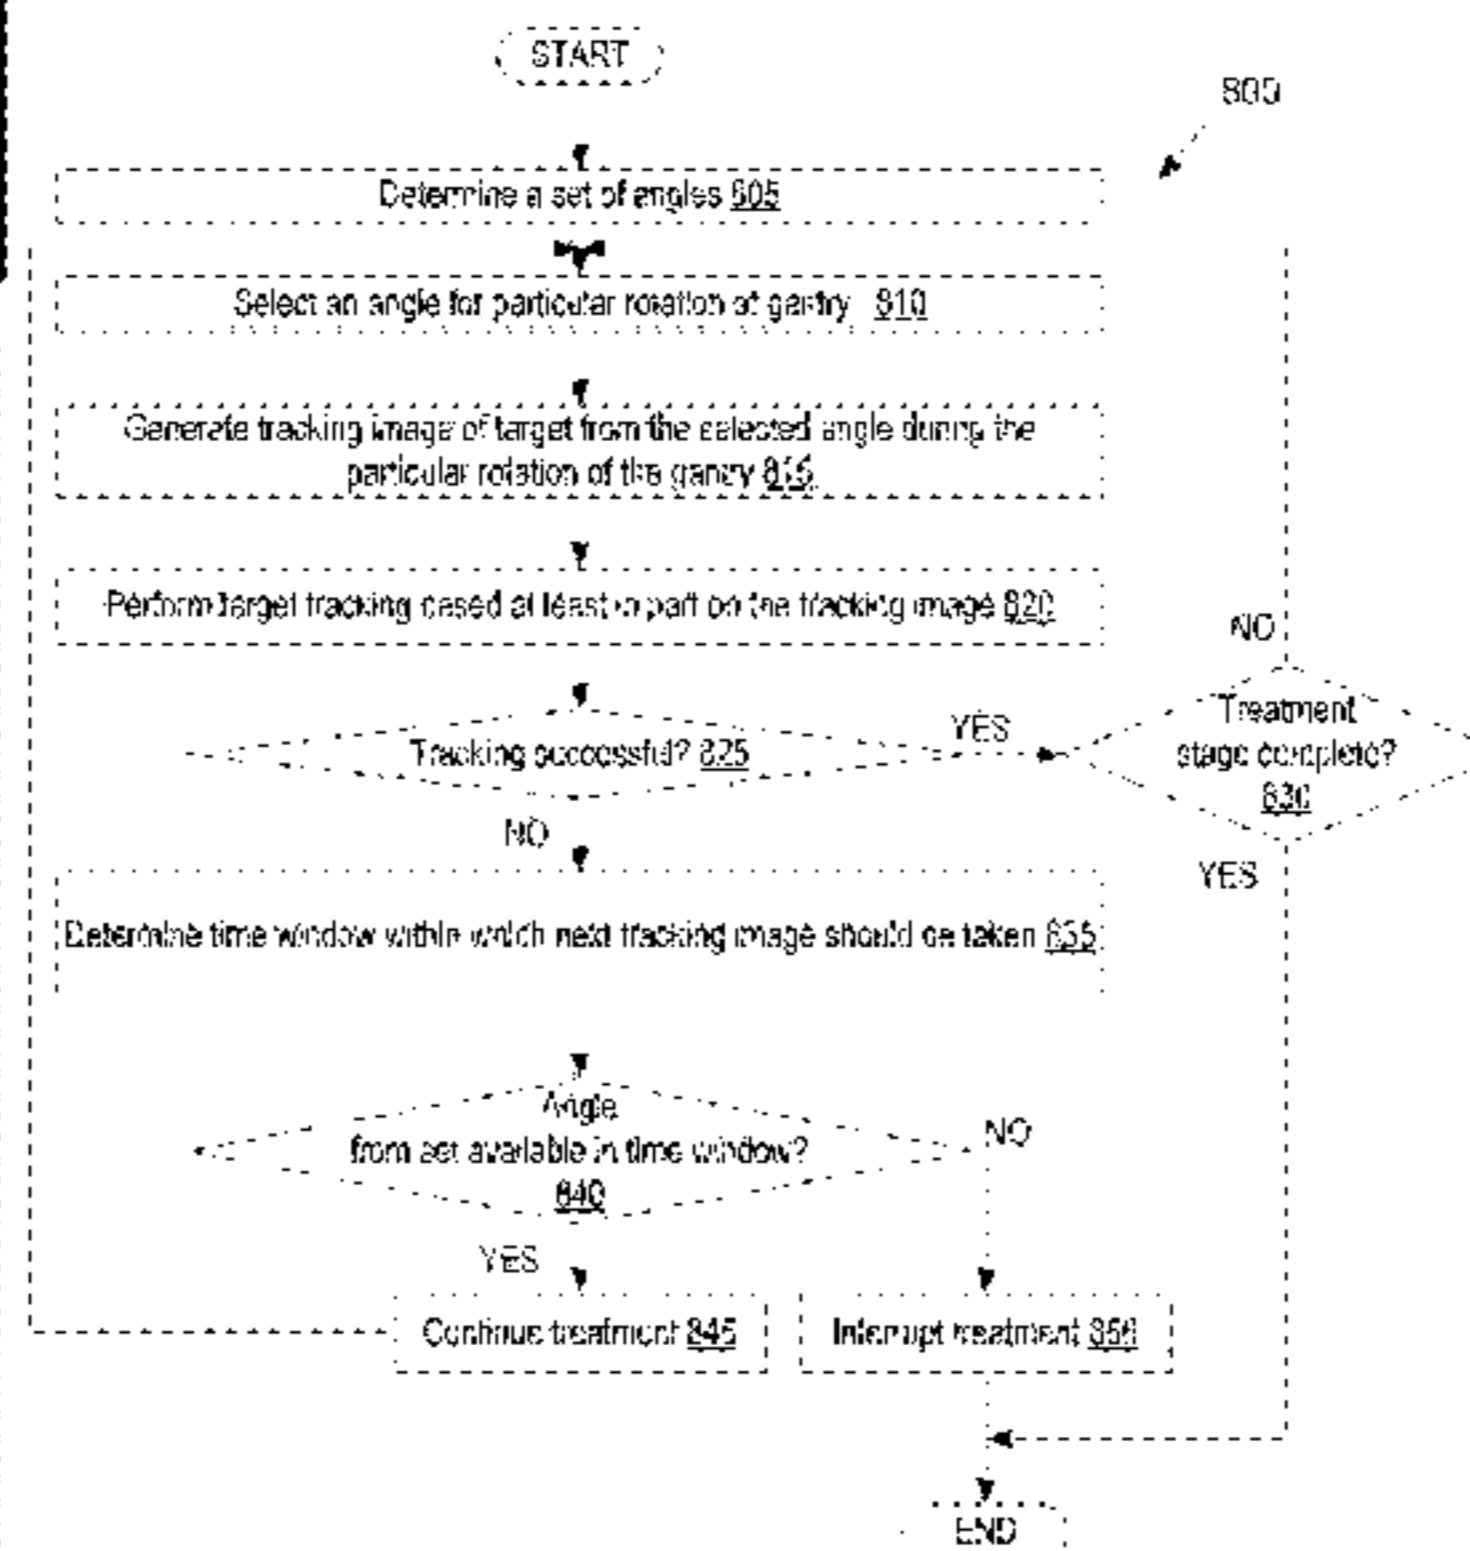 START
800
Determine a set of angles 805
Select an angle for particular rotation of gantry 810
Generate tracking image of target from the selected angle during the
particular rotation of the gantry 815
Perform target tracking based at least in part on the tracking image 820
NO
Treatment
stage complete?
830
YES
Tracking successful? 825
NO
YES
Determine time window within which next tracking image should be taken 835
Angle
from set available in time window?
840
NO
YES
Continue treatment 845
Interrupt treatment 850
END